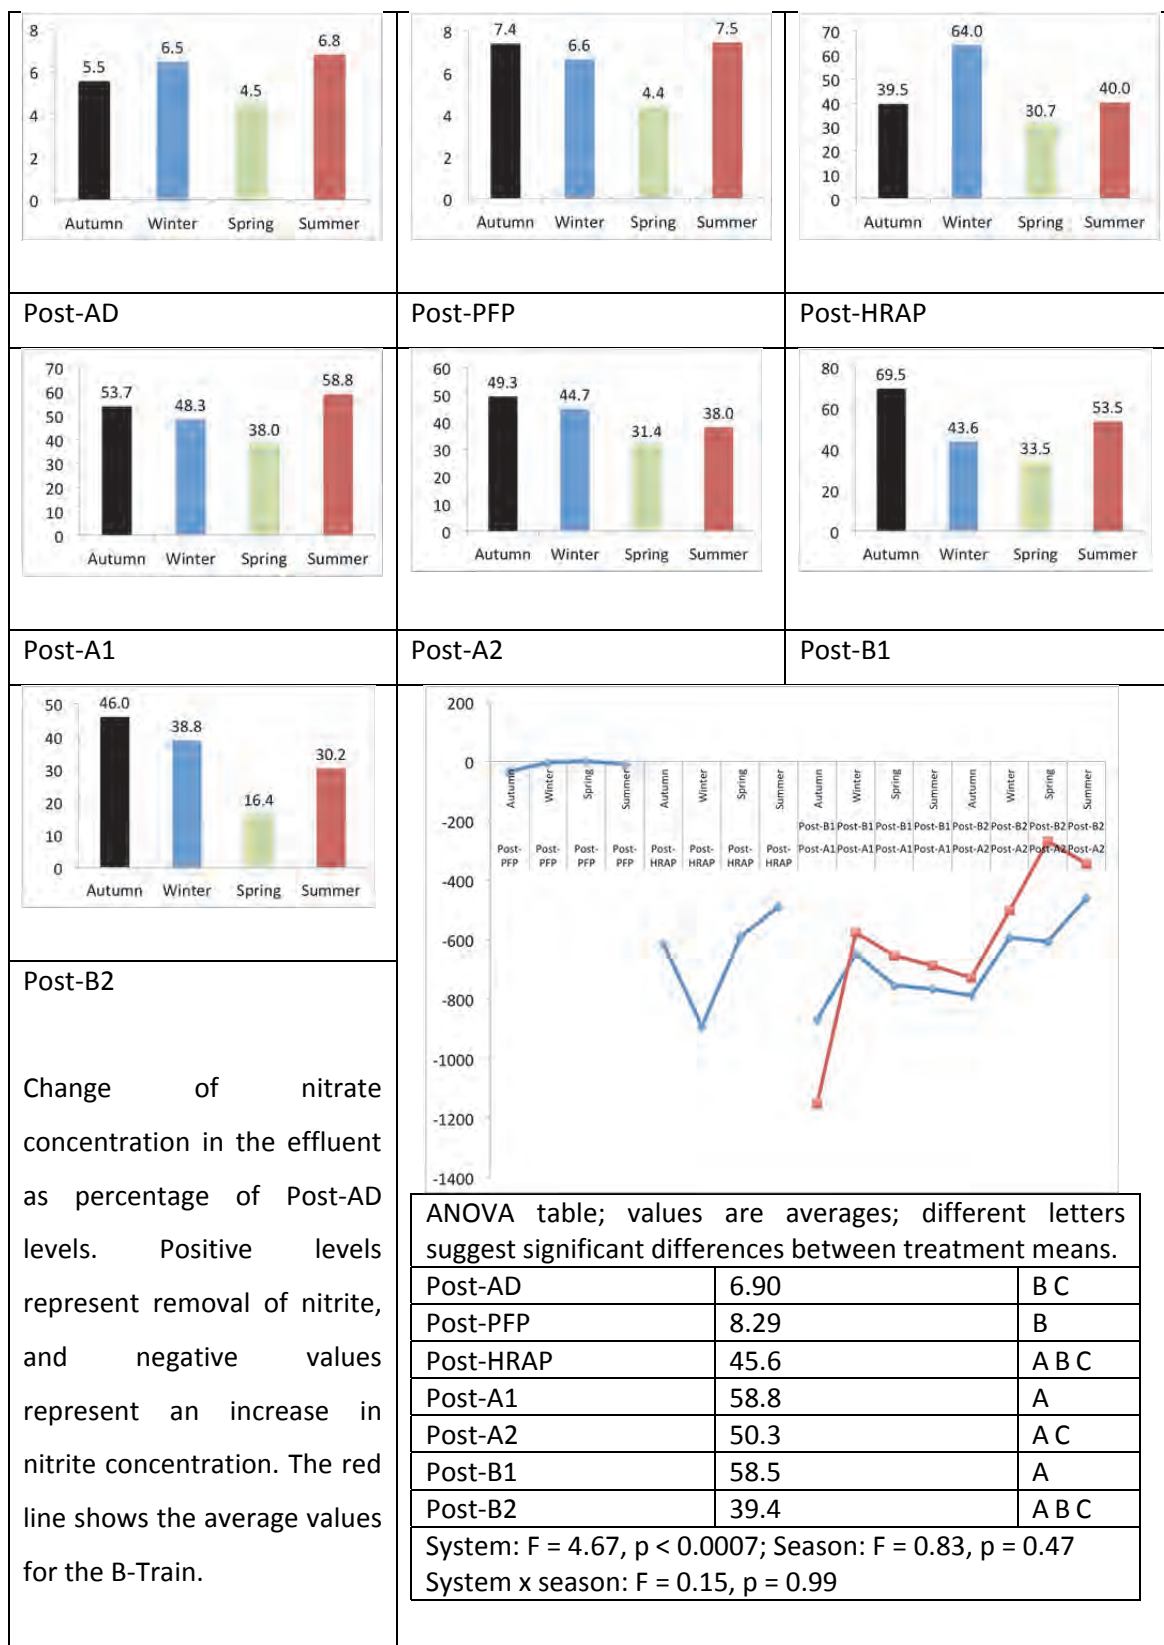 8
6
4
2
0
5.5
6.5
4.5
6.8
Autumn Winter Spring Summer
8
6
4
2
0
7.4
6.6
4.4
7.5
Autumn Winter Spring Summer
70
60
50
40
30
20
10
0
39.5
64.0
30.7
40.0
Autumn Winter Spring Summer
Post-AD
Post-PFP
Post-HRAP
70
60
50
40
30
20
10
0
53.7
48.3
38.0
58.8
Autumn Winter Spring Summer
60
50
40
30
20
10
0
49.3
44.7
31.4
38.0
Autumn Winter Spring Summer
80
60
40
20
0
69.5
43.6
33.5
53.5
Autumn Winter Spring Summer
Post-A1
Post-A2
Post-B1
50
40
30
20
10
0
46.0
38.8
16.4
30.2
Autumn Winter Spring Summer
Post-B2
Change of nitrate
concentration in the effluent
as percentage of Post-AD
levels. Positive levels
represent removal of nitrite,
and negative values
represent an increase in
nitrite concentration. The red
line shows the average values
for the B-Train.
200
0
-200
-400
-600
-800
-1000
-1200
-1400
Autumn Winter Spring Summer Autumn Winter Spring Summer Autumn Winter Spring Summer Autumn Winter Spring Summer
Post-B1 Post-B1 Post-B1 Post-B1 Post-B2 Post-B2 Post-B2 Post-B2
Post-PFP Post-PFP Post-PFP Post-PFP Post-HRAP Post-HRAP Post-HRAP Post-HRAP Post-A1 Post-A1 Post-A1 Post-A1 Post-A2 Post-A2 Post-A2 Post-A2
ANOVA table; values are averages; different letters
suggest significant differences between treatment means.
Post-AD 6.90 B C
Post-PFP 8.29 B
Post-HRAP 45.6 A B C
Post-A1 58.8 A
Post-A2 50.3 A C
Post-B1 58.5 A
Post-B2 39.4 A B C
System: F = 4.67, p < 0.0007; Season: F = 0.83, p = 0.47
System x season: F = 0.15, p = 0.99